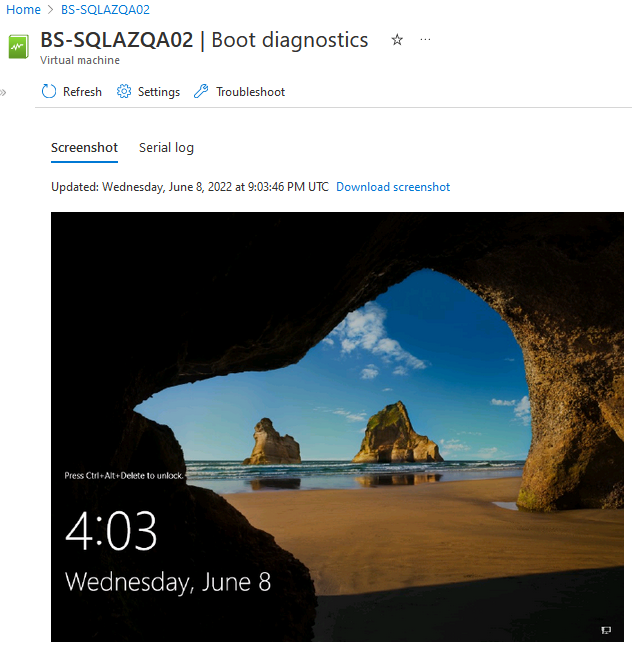 Home > BS-SQLAZQA02
BS-SQLAZQA02 | Boot diagnostics
Virtual machine
Refresh Settings Troubleshoot
Screenshot Serial log
Updated: Wednesday, June 8, 2022 at 9:03:46 PM UTC Download screenshot
Press Ctrl+Alt+Delete to unlock.
4:03
Wednesday, June 8